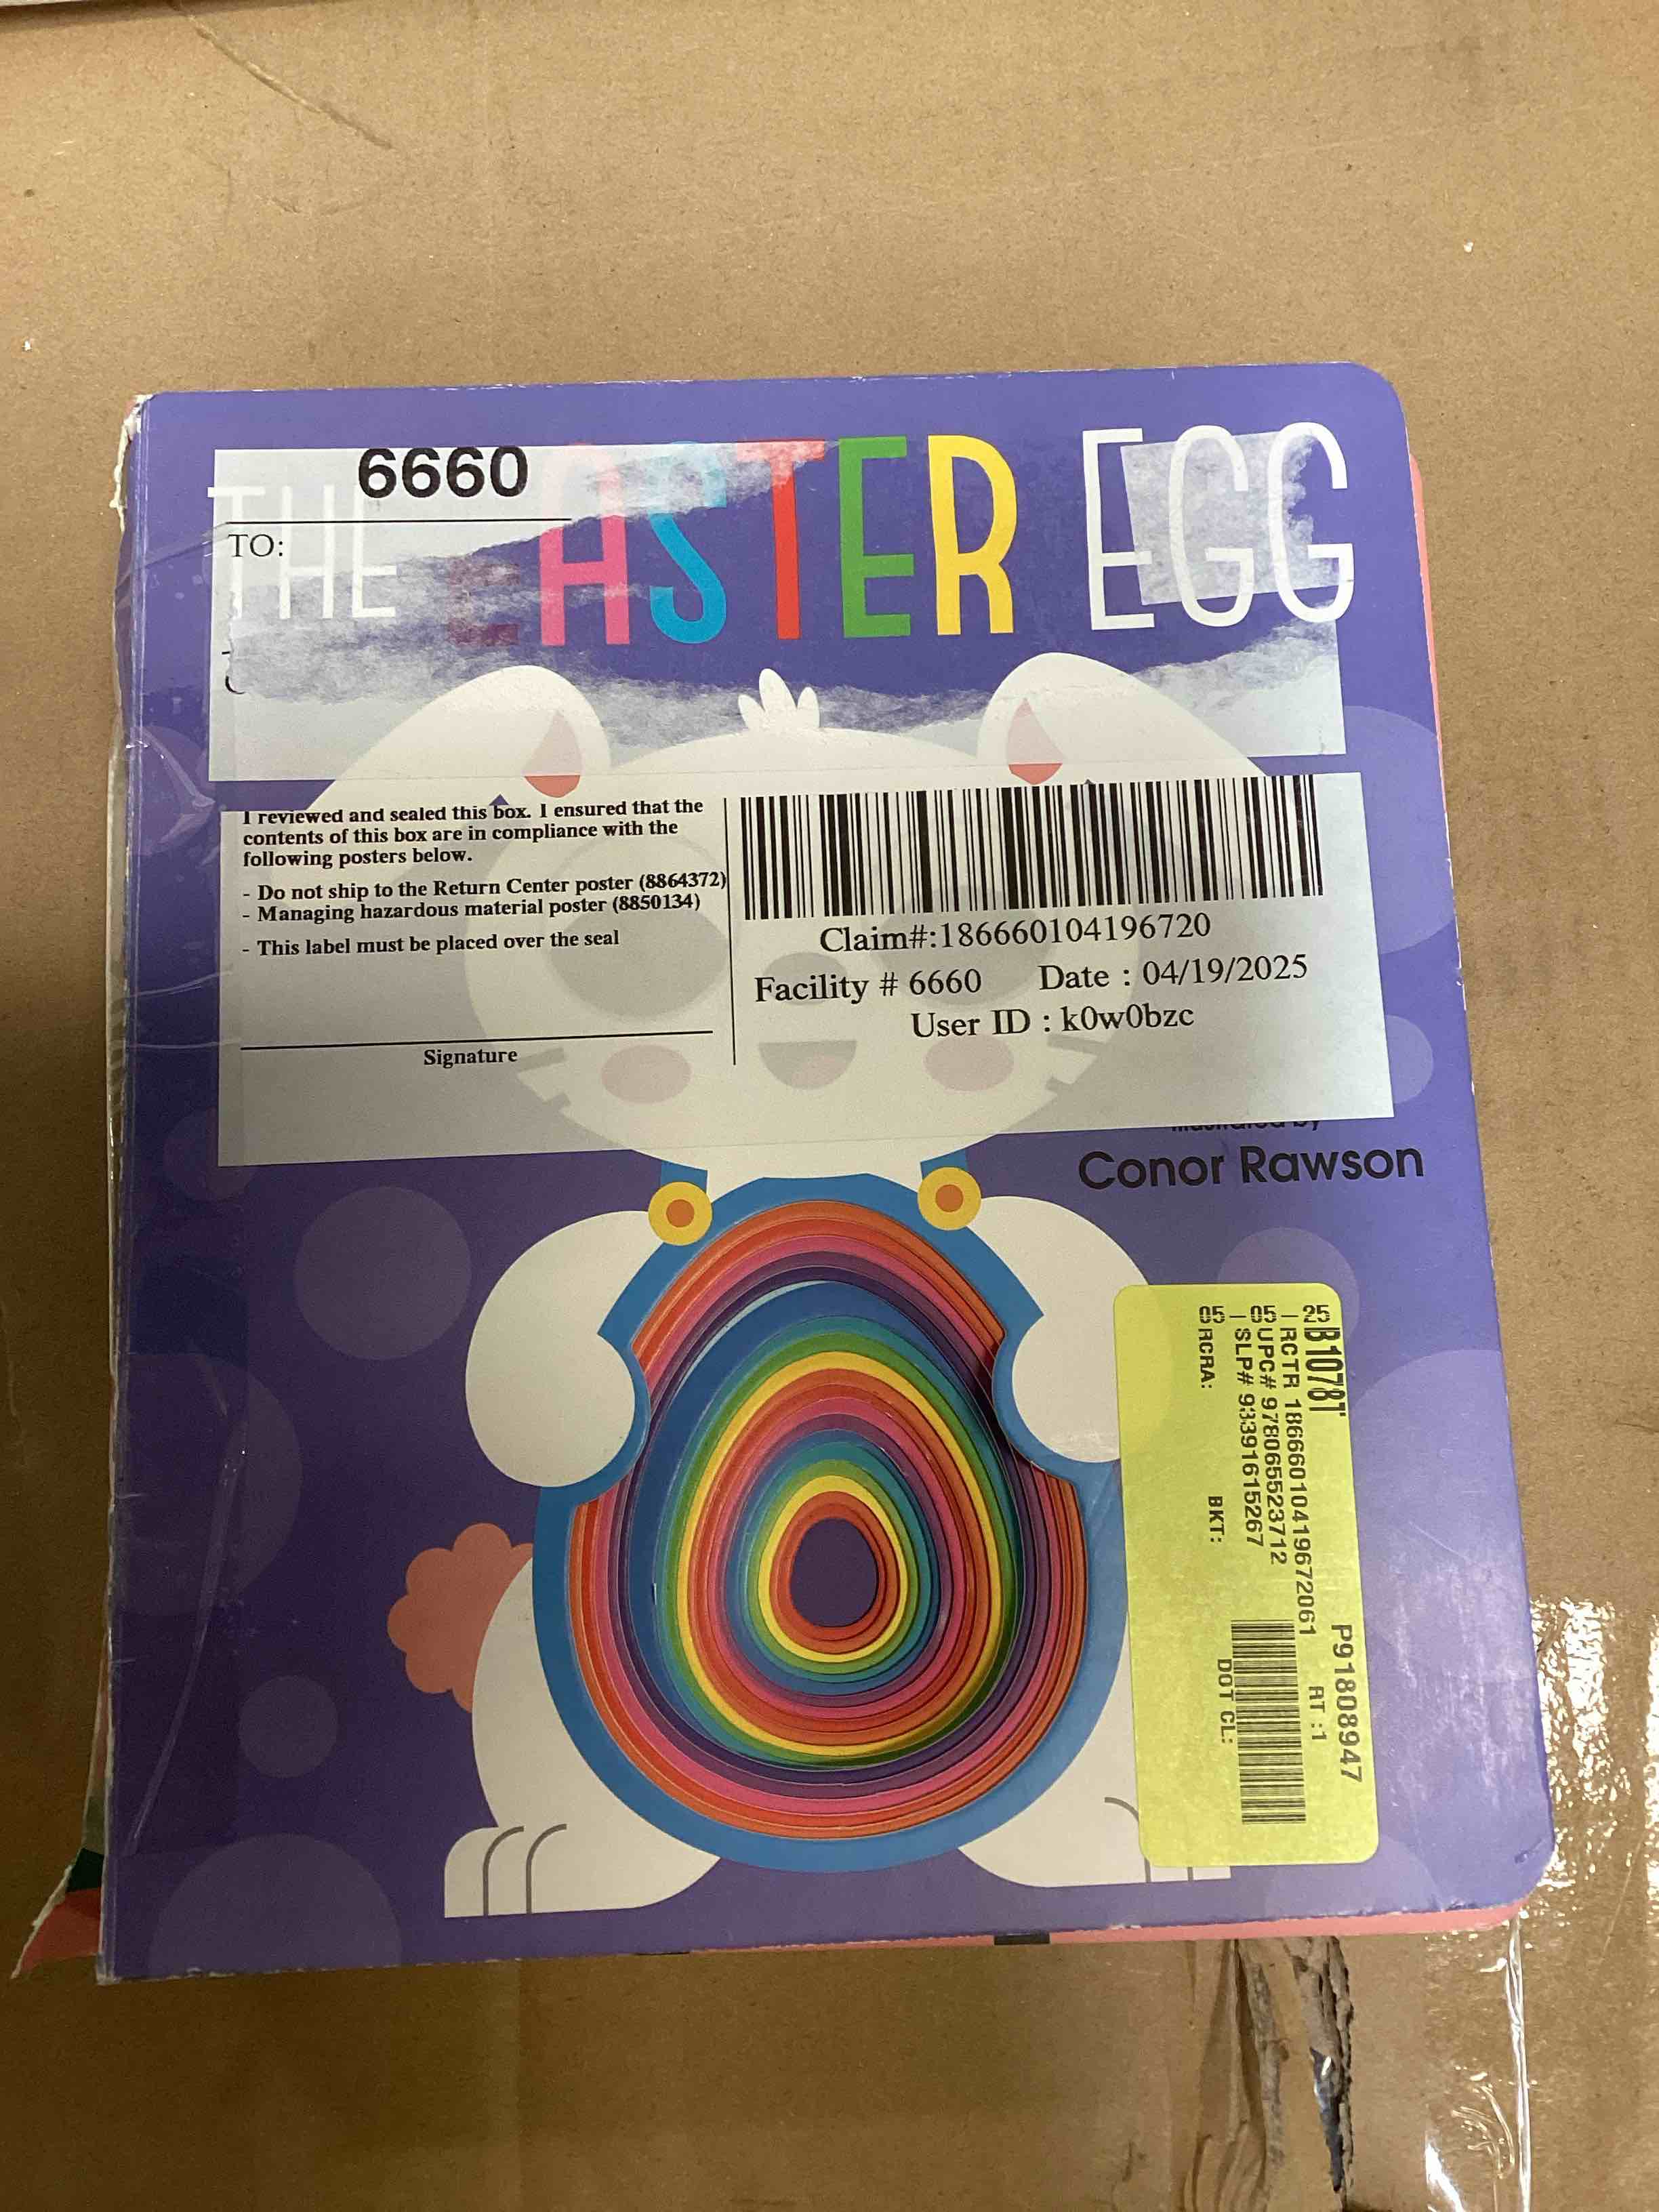 6660
THE EASTER EGG
TO:
I reviewed and sealed this box. I ensured that the
contents of this box are in compliance with the
following posters below.
- Do not ship to the Return Center poster (8864372)
- Managing hazardous material poster (8850134)
- This label must be placed over the seal
Signature
Claim#:186660104196720
Facility # 6660 Date : 04/19/2025
User ID : k0w0bzc
Illustrated by
Conor Rawson
25 B1078T P91808947
I RCTR 18666010419672061 RT :1
05 UPC# 9780655523712
I SLP# 93391615267
05 RCRA: BKT: DOT CL: